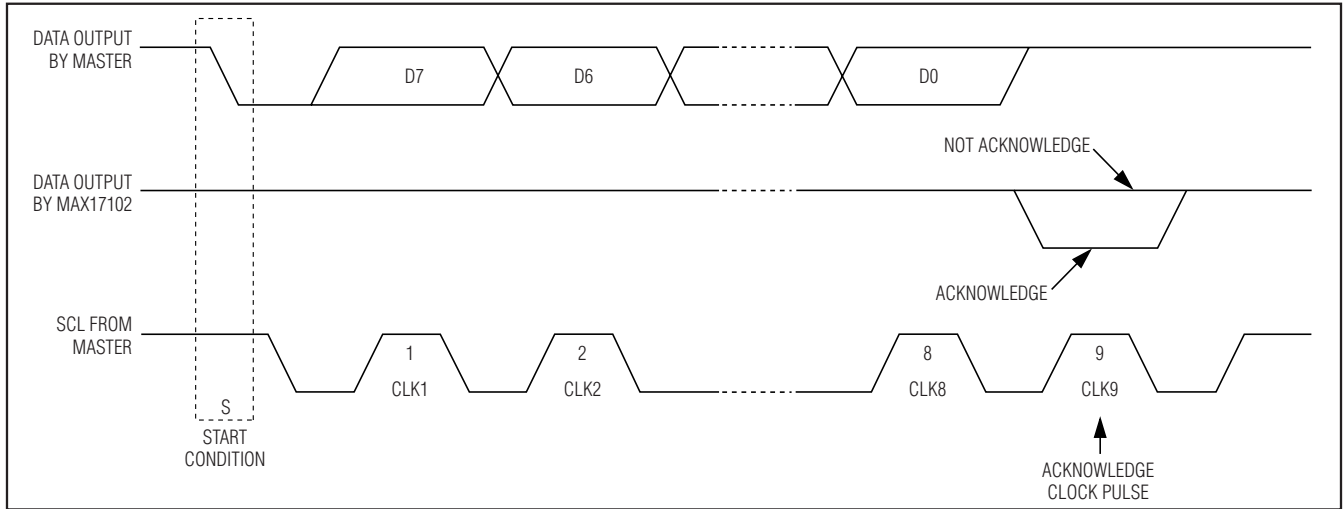 DATA OUTPUT
BY MASTER
D7
D6
D0
NOT ACKNOWLEDGE
DATA OUTPUT
BY MAX17102
ACKNOWLEDGE
SCL FROM
MASTER
1
2
8
9
CLK1
CLK2
CLK8
CLK9
S
START
CONDITION
ACKNOWLEDGE
CLOCK PULSE